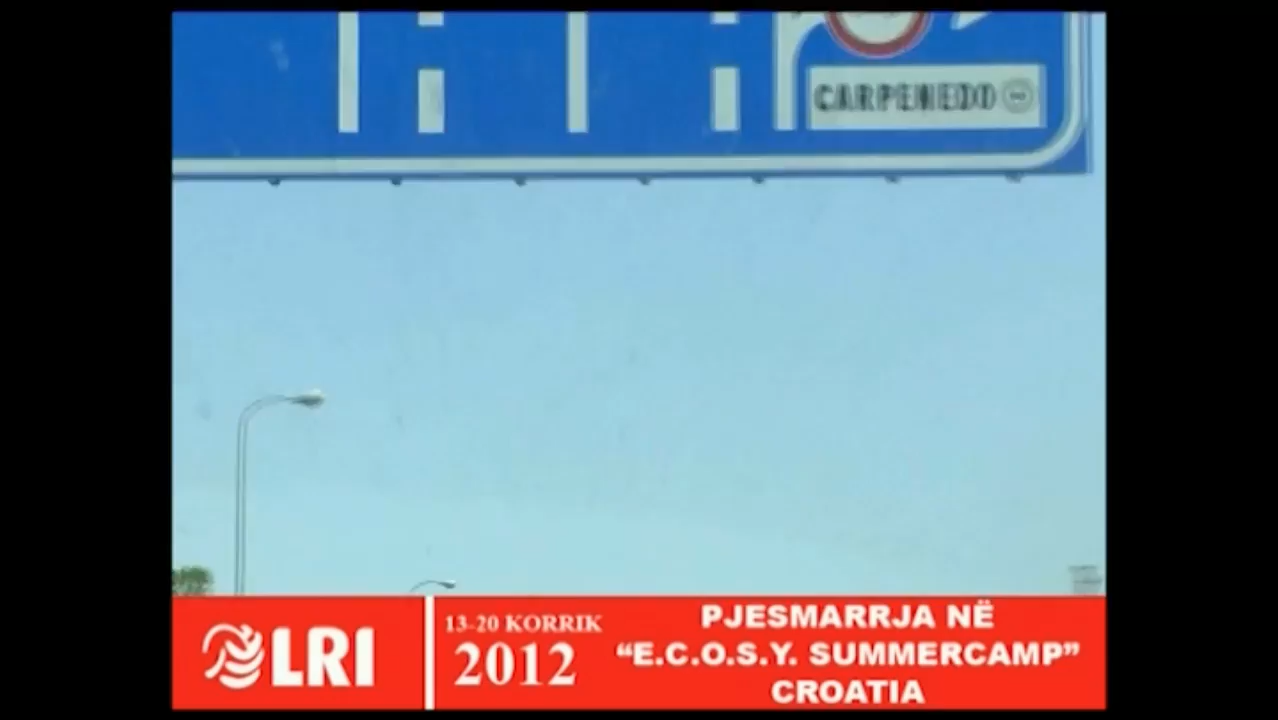 CARPENEDO
LRI
13-20 KORRIK
2012
PJESMARRJA NË
“E.C.O.S.Y. SUMMERCAMP”
CROATIA